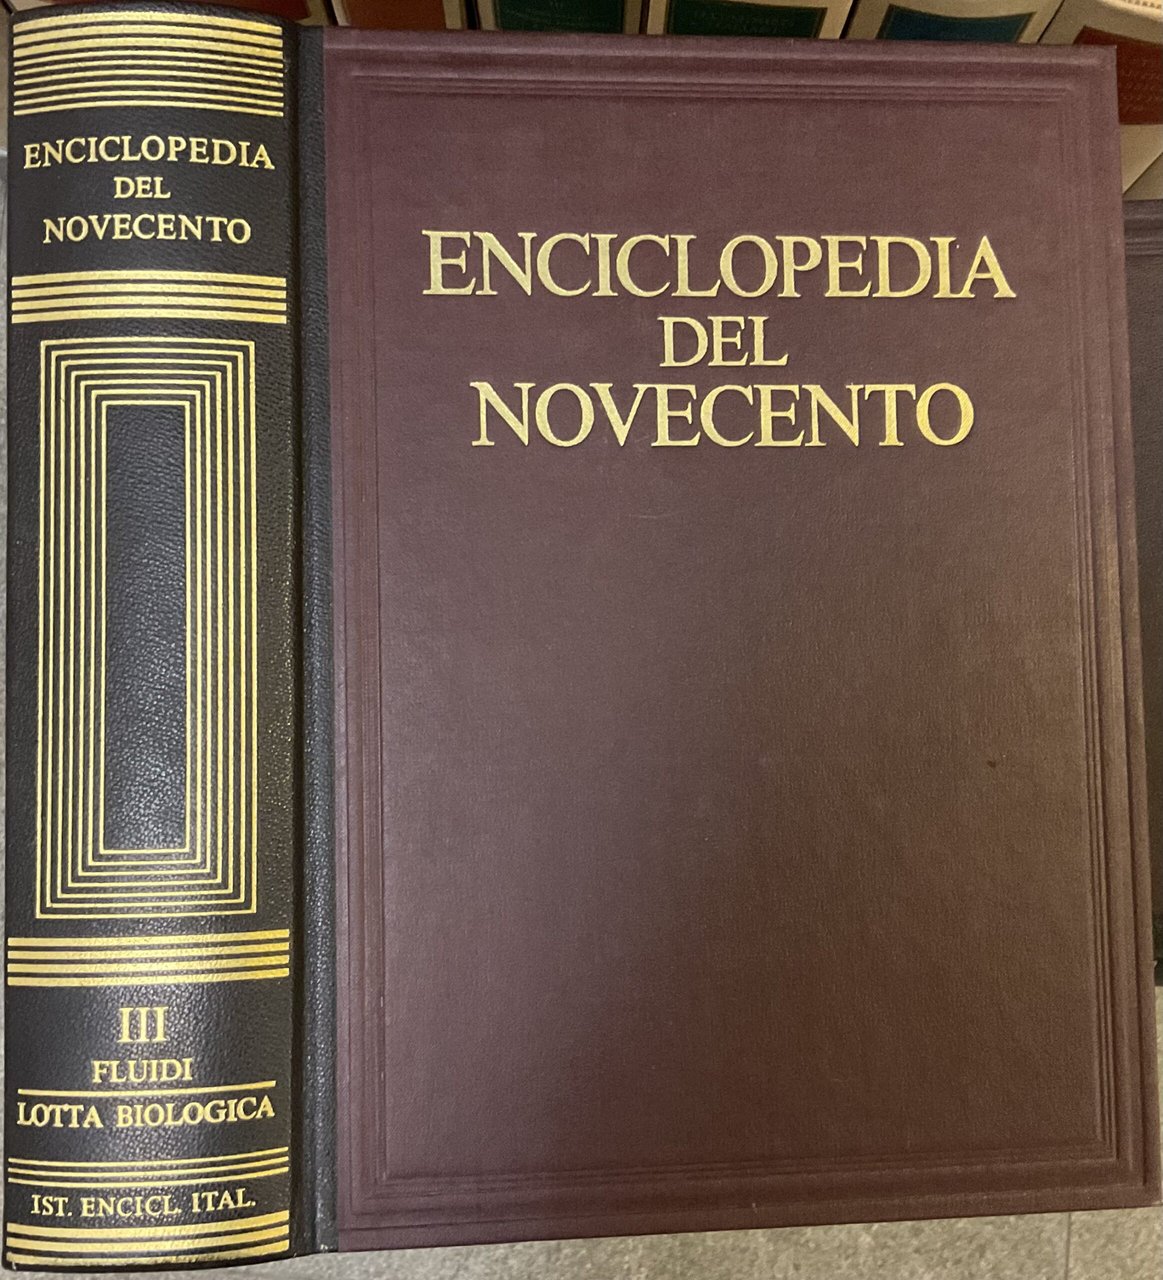 ENCICLOPEDIA
DEL
NOVECENTO
III
FLUIDI
LOTTA BIOLOGICA
IST. ENCICL. ITAL.
ENCICLOPEDIA
DEL
NOVECENTO